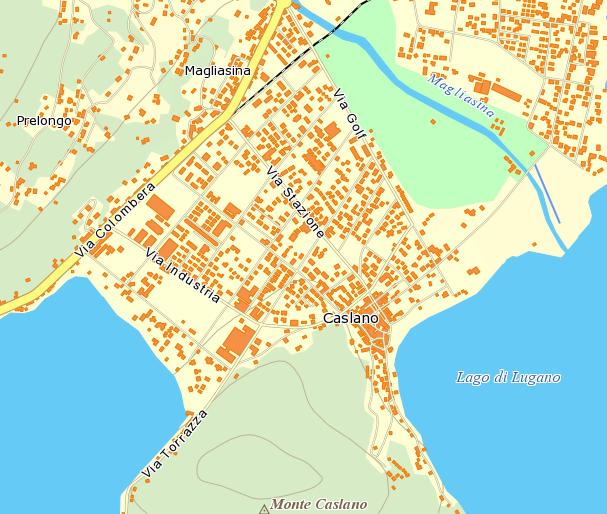 Magliasina
Via Golf
Magliasina
Prelongo
Via Stazione
Via Colombera
Via Industria
Caslano
Lago di Lugano
Via Torrazza
Monte Caslano